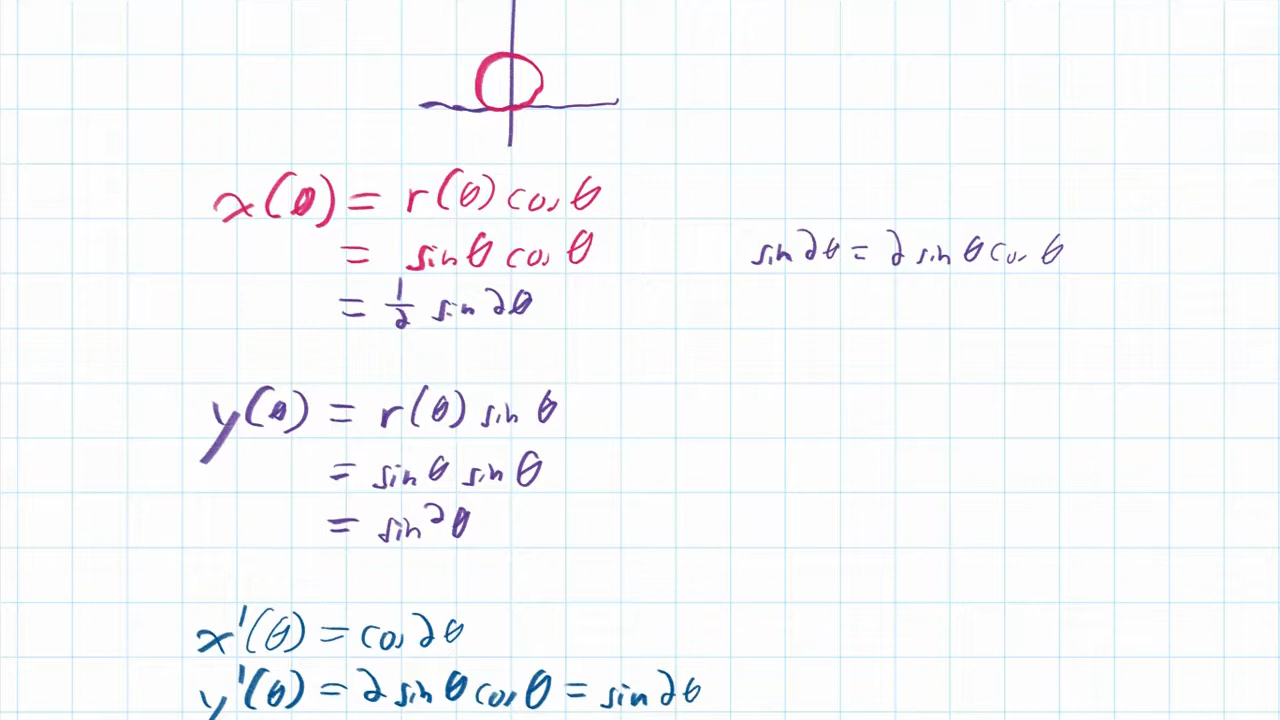 x(θ) = r(θ) cos θ
= sin θ cos θ
sin 2θ = 2 sin θ cos θ
= 1/2 sin 2θ
y(θ) = r(θ) sin θ
= sin θ sin θ
= sin²θ
x'(θ) = cos 2θ
y'(θ) = 2 sin θ cos θ = sin 2θ